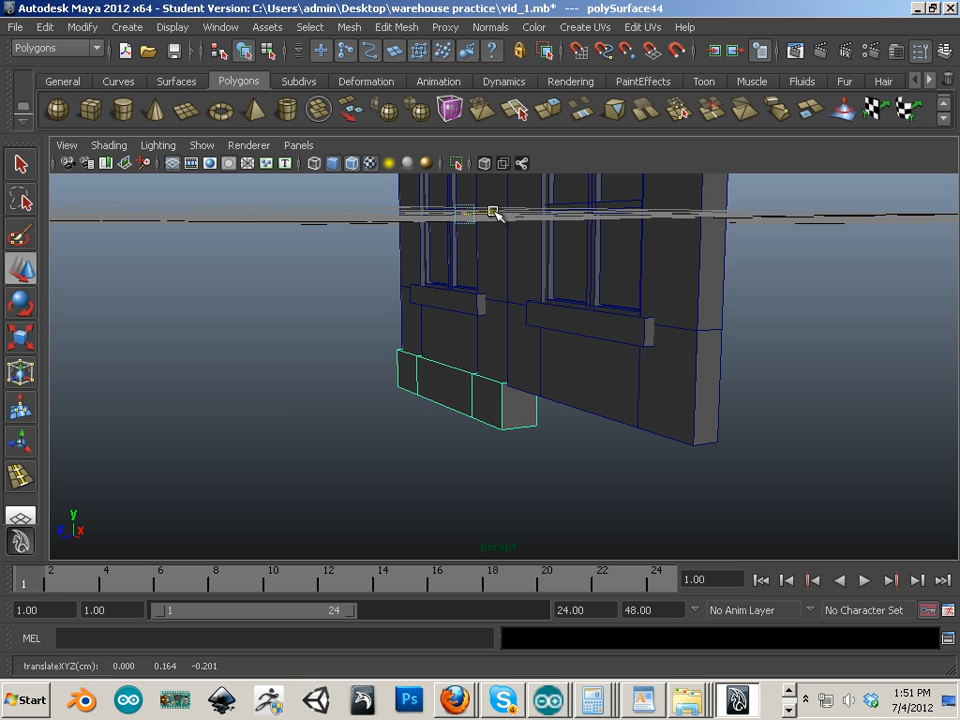 Autodesk Maya 2012 x64 - Student Version: C:\Users\admin\Desktop\warehouse practice\vid_1.mb* --- polySurface44
File Edit Modify Create Display Window Assets Select Mesh Edit Mesh Proxy Normals Color Create UVs Edit UVs Help
Polygons
General Curves Surfaces Polygons Subdivs Deformation Animation Dynamics Rendering PaintEffects Toon Muscle Fluids Fur Hair
View Shading Lighting Show Renderer Panels
y
x
persp1
2 4 6 8 10 12 14 16 18 20 22 24
1 1.00
1.00 1.00 1 24 24.00 48.00 No Anim Layer No Character Set
MEL
translateXYZ(cm): 0.000 0.164 -0.201
Start Ps 1:51 PM
7/4/2012